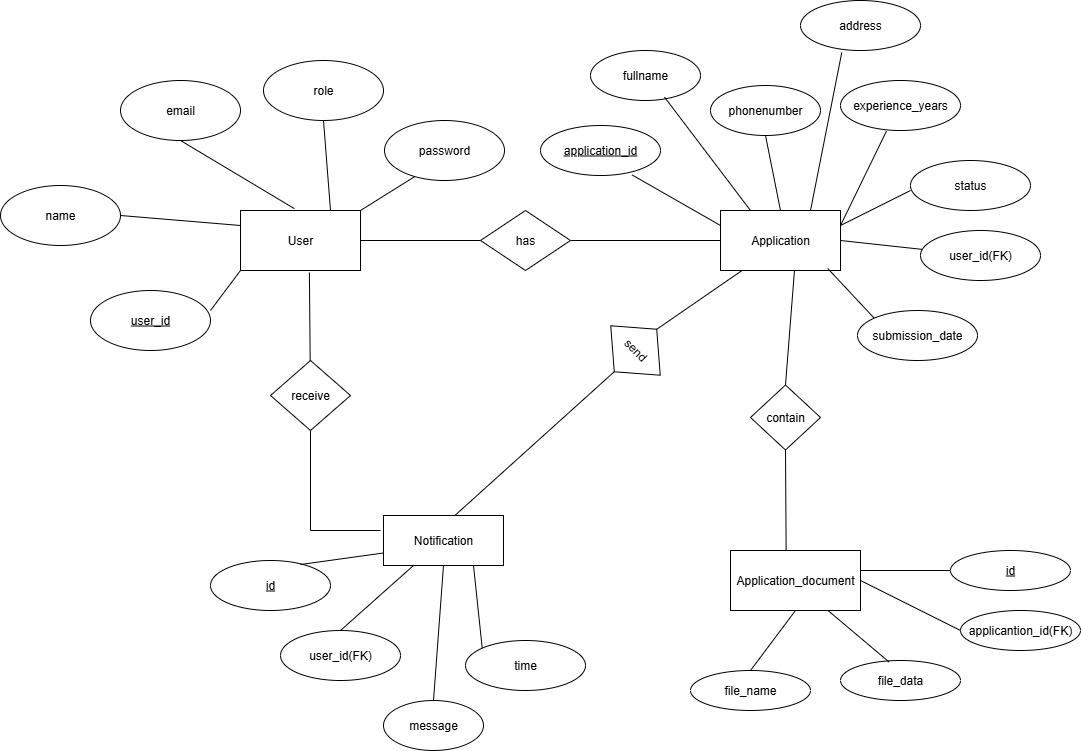 address
fullname
role
email
phonenumber
experience_years
password
application_id
status
name
User
has
Application
user_id(FK)
user_id
submission_date
send
receive
contain
Notification
id
Application_document
id
applicantion_id(FK)
user_id(FK)
time
file_name
file_data
message